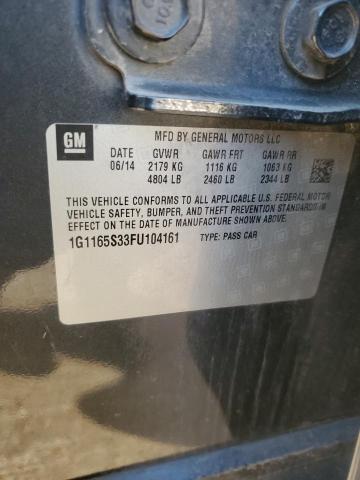 GM
MFD BY GENERAL MOTORS LLC
DATE GVWR GAWR FRT GAWR RR
06/14 2179 KG 1116 KG 1063 KG
4804 LB 2460 LB 2344 LB
THIS VEHICLE CONFORMS TO ALL APPLICABLE U.S. FEDERAL MOTOR
VEHICLE SAFETY, BUMPER, AND THEFT PREVENTION STANDARDS IN
EFFECT ON THE DATE OF MANUFACTURE SHOWN ABOVE.
1G1165S33FU104161 TYPE: PASS CAR